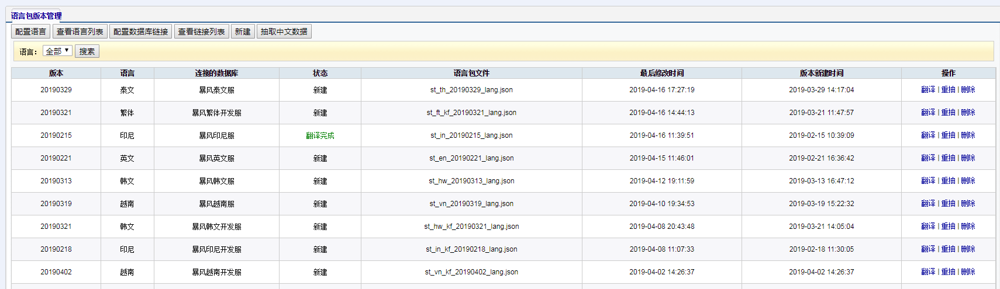 语言包版本管理
配置语言 查看语言列表 配置数据库链接 查看链接列表 新建 抽取中文数据
语言： 全部 搜索
版本 语言 连接的数据库 状态 语言包文件 最后修改时间 版本新建时间 操作
20190329 泰文 暴风泰文服 新建 st_th_20190329_lang.json 2019-04-16 17:27:19 2019-03-29 14:17:04 翻译 | 重抽 | 删除
20190321 繁体 暴风繁体开发服 新建 st_ft_kf_20190321_lang.json 2019-04-16 14:44:13 2019-03-21 11:47:57 翻译 | 重抽 | 删除
20190215 印尼 暴风印尼服 翻译完成 st_in_20190215_lang.json 2019-04-16 11:39:51 2019-02-15 10:39:09 翻译 | 重抽 | 删除
20190221 英文 暴风英文服 新建 st_en_20190221_lang.json 2019-04-15 11:46:01 2019-02-21 16:36:42 翻译 | 重抽 | 删除
20190313 韩文 暴风韩文服 新建 st_hw_20190313_lang.json 2019-04-12 19:11:59 2019-03-13 16:47:12 翻译 | 重抽 | 删除
20190319 越南 暴风越南服 新建 st_vn_20190319_lang.json 2019-04-10 19:34:53 2019-03-19 15:22:32 翻译 | 重抽 | 删除
20190321 韩文 暴风韩文开发服 新建 st_hw_kf_20190321_lang.json 2019-04-08 20:43:48 2019-03-21 14:05:04 翻译 | 重抽 | 删除
20190218 印尼 暴风印尼开发服 新建 st_in_kf_20190218_lang.json 2019-04-08 11:07:33 2019-02-18 11:30:05 翻译 | 重抽 | 删除
20190402 越南 暴风越南开发服 新建 st_vn_kf_20190402_lang.json 2019-04-02 14:26:37 2019-04-02 14:26:37 翻译 | 重抽 | 删除